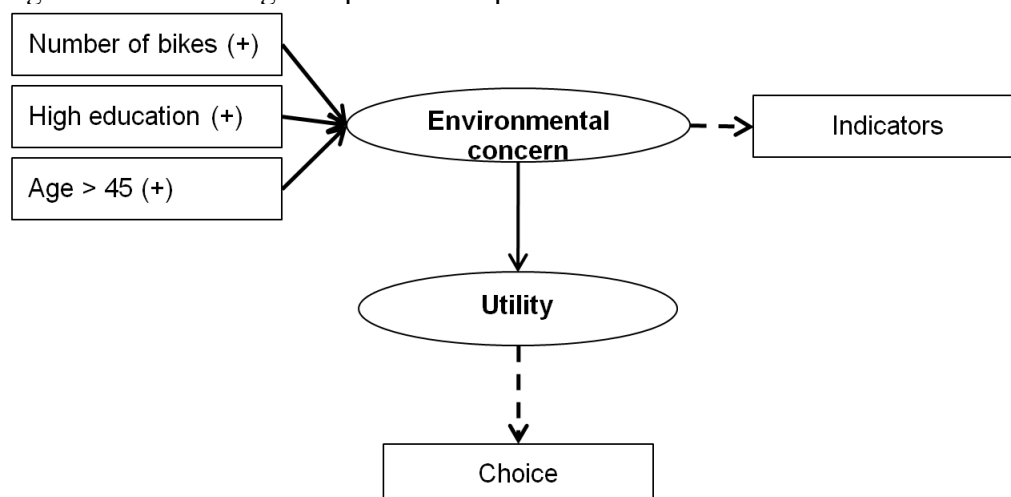 Number of bikes (+)
High education (+)
Age > 45 (+)
Environmental
concern
Indicators
Utility
Choice